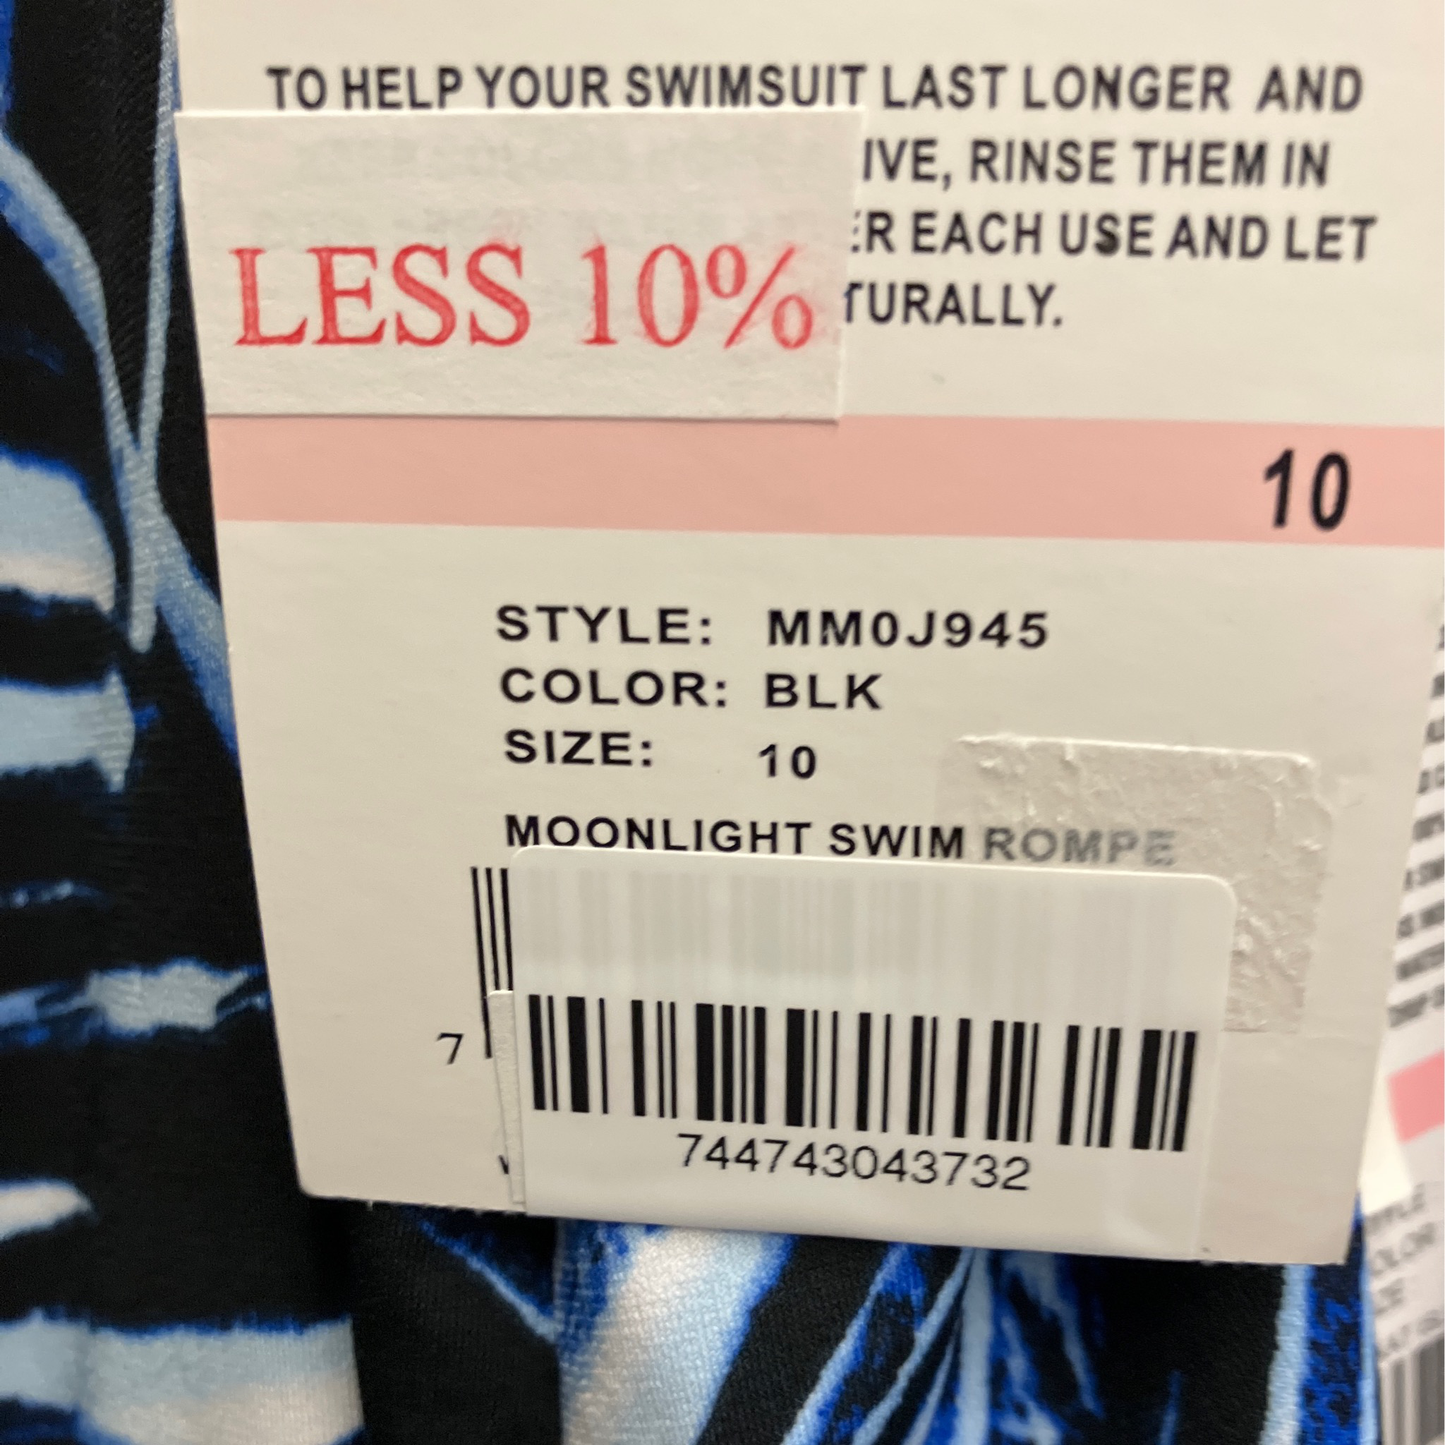 TO HELP YOUR SWIMSUIT LAST LONGER AND
IVE, RINSE THEM IN
ER EACH USE AND LET
TURALLY.
LESS 10%
10
STYLE: MM0J945
COLOR: BLK
SIZE: 10
MOONLIGHT SWIM ROMPE
7
744743043732